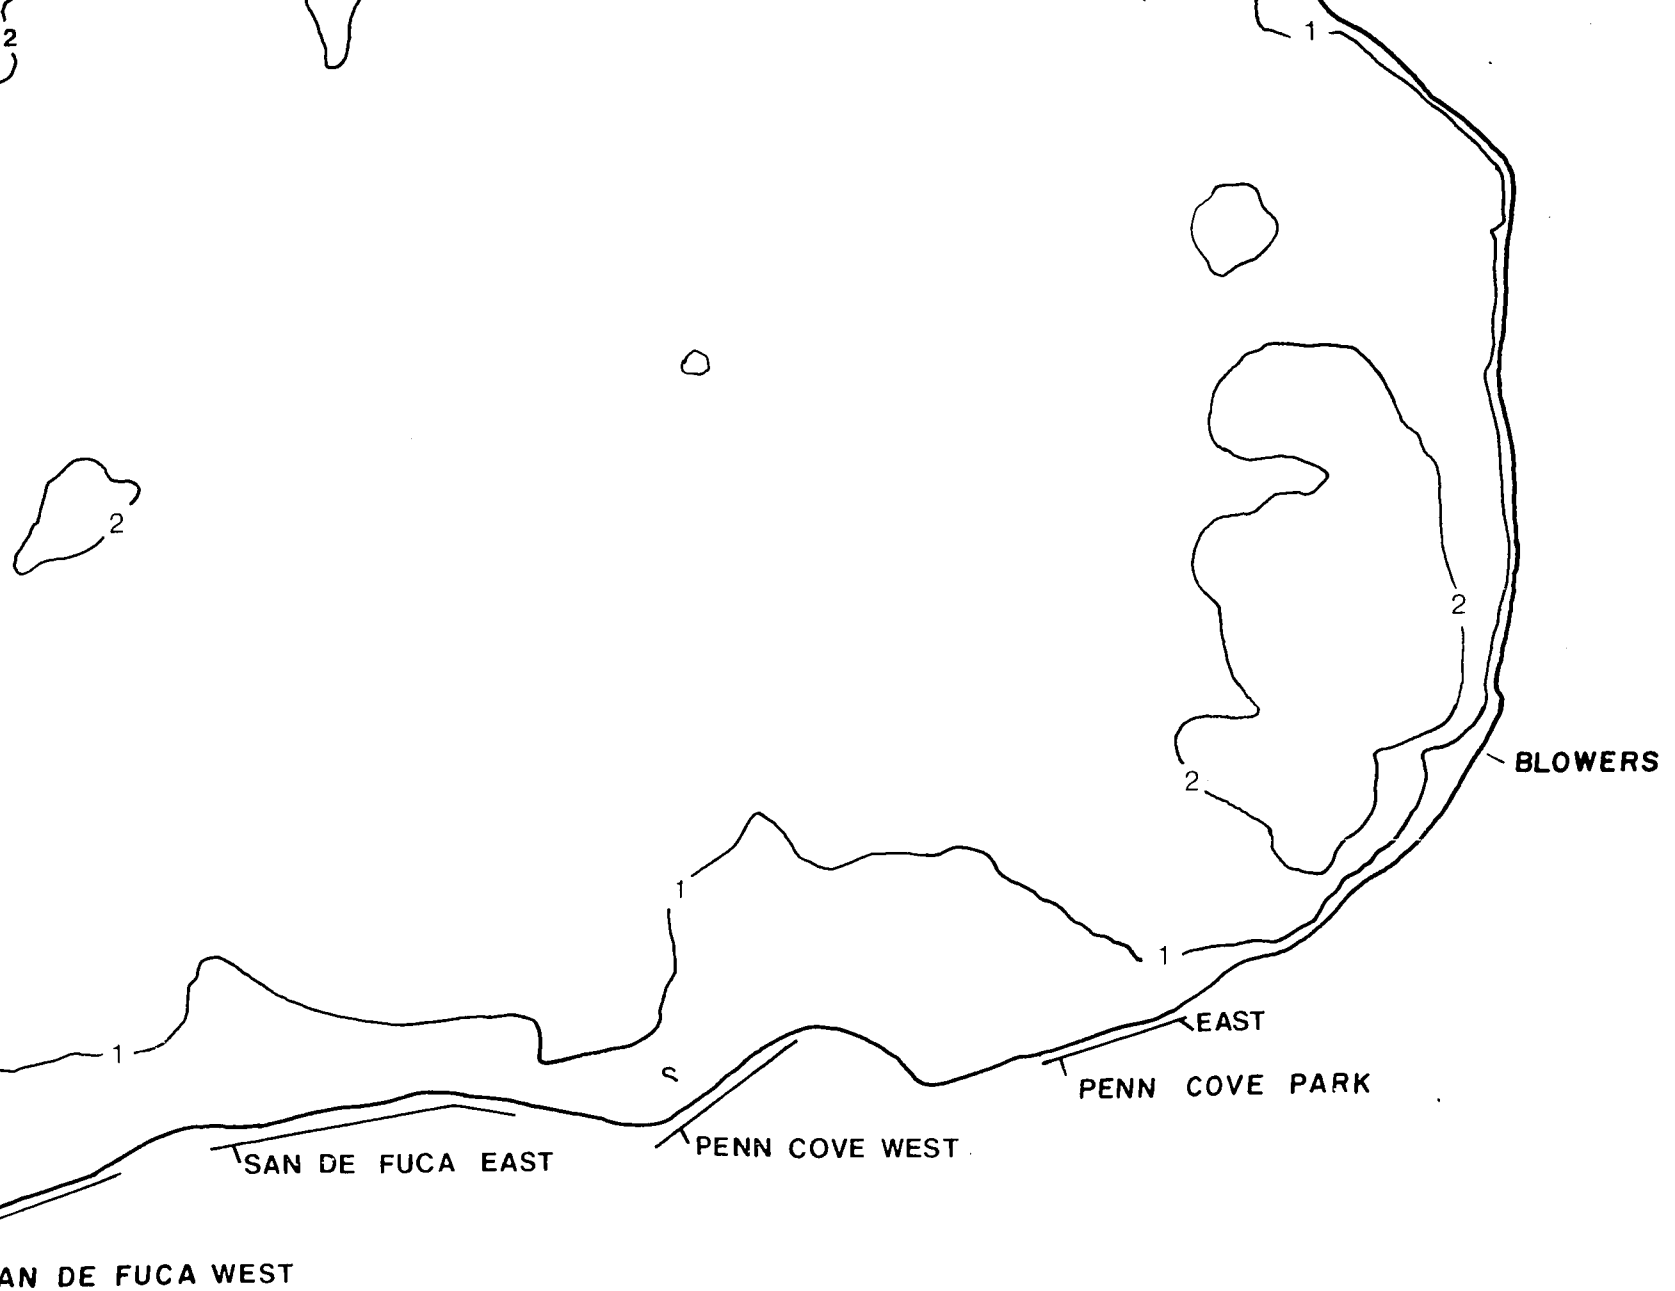 2
1
2
2
BLOWERS
2
1
1
EAST
1
S
PENN COVE PARK
PENN COVE WEST
SAN DE FUCA EAST
AN DE FUCA WEST